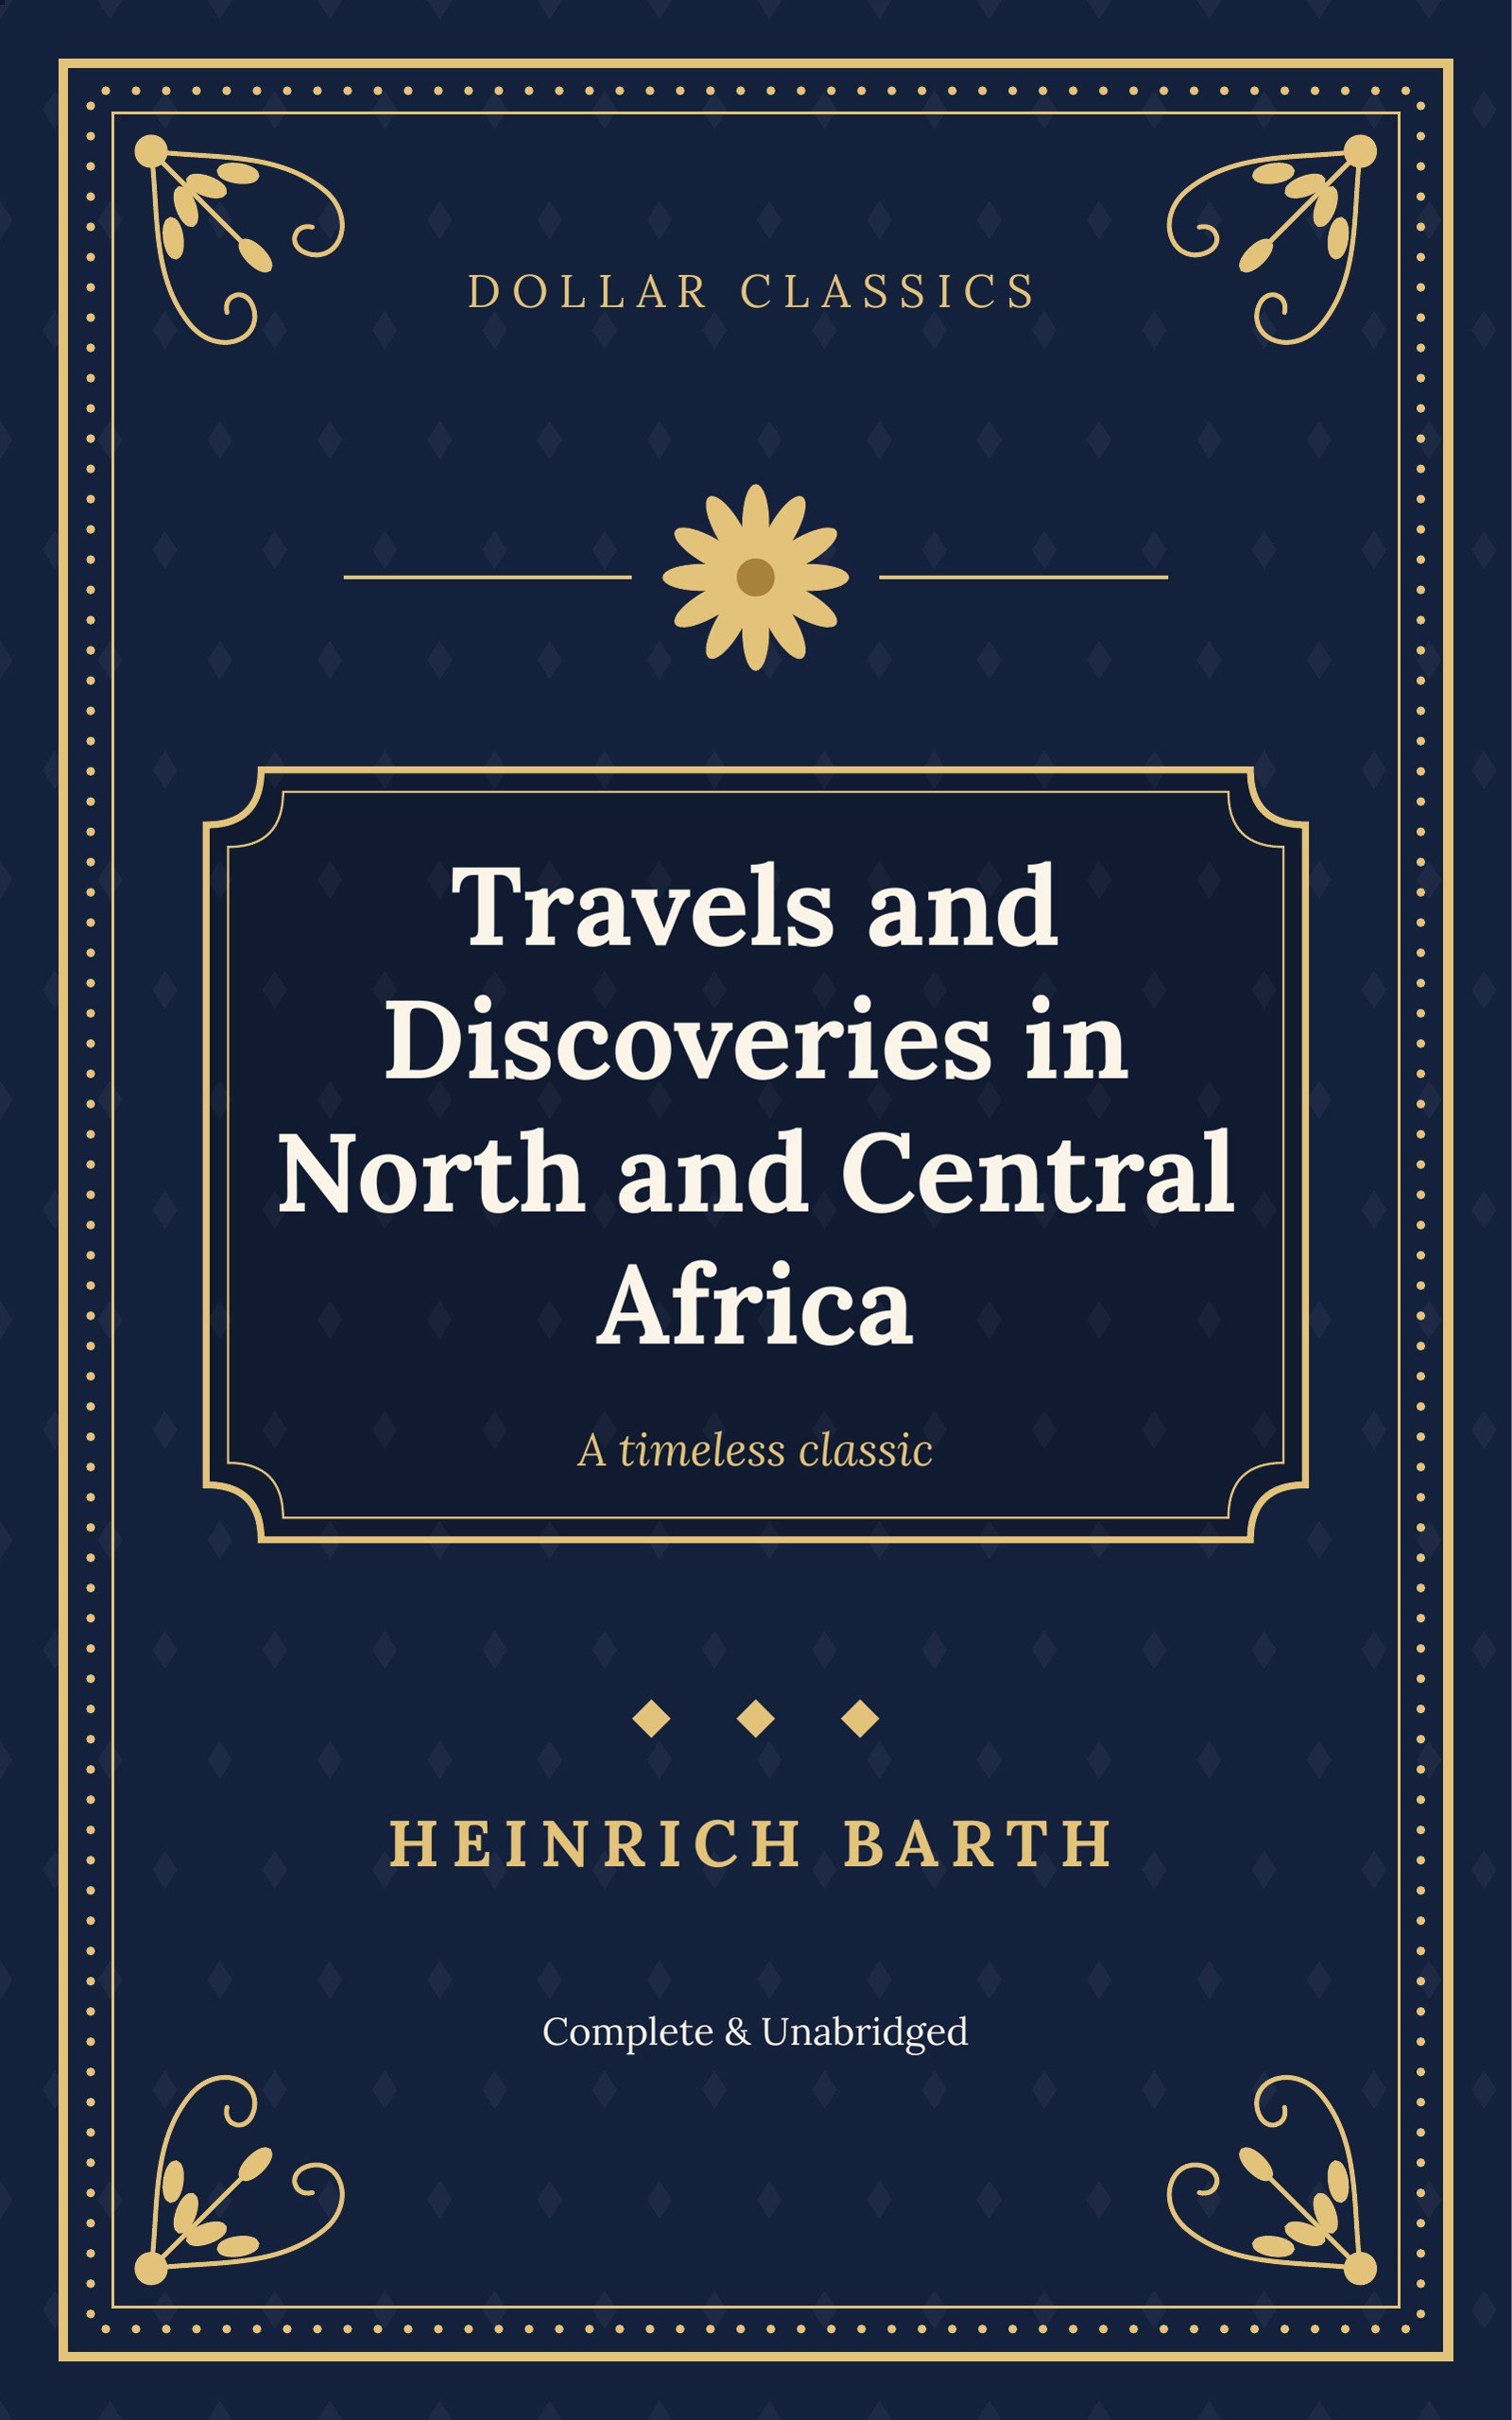 DOLLAR CLASSICS
Travels and
Discoveries in
North and Central
Africa
A timeless classic
HEINRICH BARTH
Complete & Unabridged